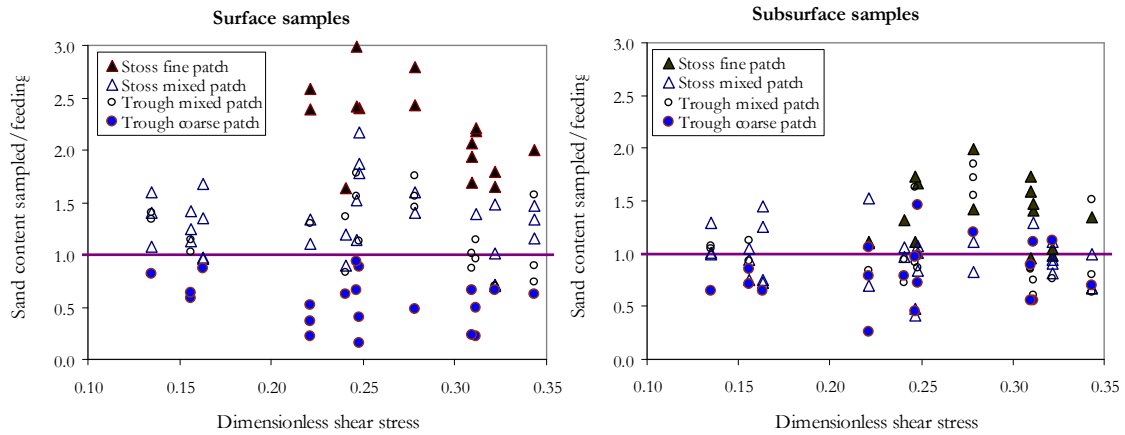 Surface samples
Sand content sampled/feeding
3.0
2.5
2.0
1.5
1.0
0.5
0.0
Stoss fine patch
Stoss mixed patch
Trough mixed patch
Trough coarse patch
0.10 0.15 0.20 0.25 0.30 0.35
Dimensionless shear stress
Subsurface samples
Sand content sampled/feeding
3.0
2.5
2.0
1.5
1.0
0.5
0.0
Stoss fine patch
Stoss mixed patch
Trough mixed patch
Trough coarse patch
0.10 0.15 0.20 0.25 0.30 0.35
Dimensionless shear stress